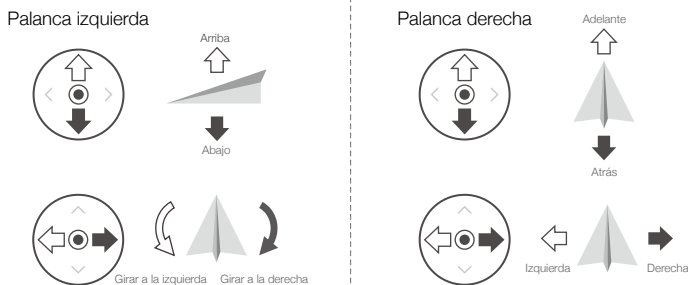 Palanca izquierda
Arriba
Abajo
Girar a la izquierda
Girar a la derecha
Palanca derecha
Adelante
Atrás
Izquierda
Derecha